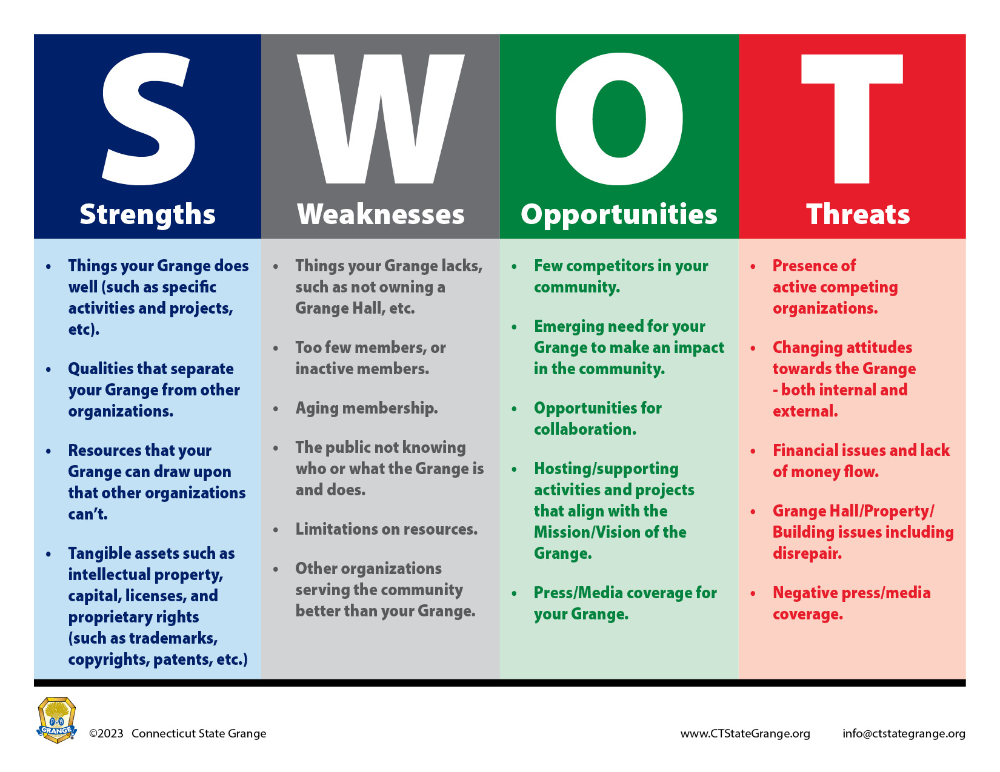 S
Strengths
• Things your Grange does
well (such as specific
activities and projects,
etc).
• Qualities that separate
your Grange from other
organizations.
• Resources that your
Grange can draw upon
that other organizations
can’t.
• Tangible assets such as
intellectual property,
capital, licenses, and
proprietary rights
(such as trademarks,
copyrights, patents, etc.)
W
Weaknesses
• Things your Grange lacks,
such as not owning a
Grange Hall, etc.
• Too few members, or
inactive members.
• Aging membership.
• The public not knowing
who or what the Grange is
and does.
• Limitations on resources.
• Other organizations
serving the community
better than your Grange.
O
Opportunities
• Few competitors in your
community.
• Emerging need for your
Grange to make an impact
in the community.
• Opportunities for
collaboration.
• Hosting/supporting
activities and projects
that align with the
Mission/Vision of the
Grange.
• Press/Media coverage for
your Grange.
T
Threats
• Presence of
active competing
organizations.
• Changing attitudes
towards the Grange
- both internal and
external.
• Financial issues and lack
of money flow.
• Grange Hall/Property/
Building issues including
disrepair.
• Negative press/media
coverage.
P of H
GRANGE®
©2023 Connecticut State Grange
www.CTStateGrange.org
info@ctstategrange.org